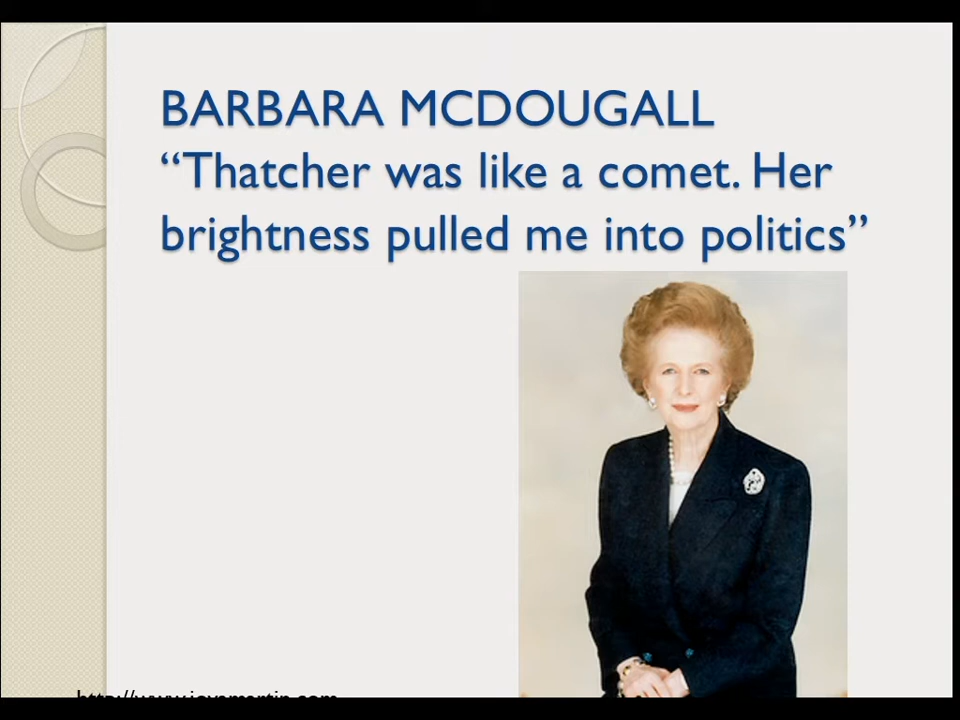 BARBARA MCDOUGALL
“Thatcher was like a comet. Her
brightness pulled me into politics”